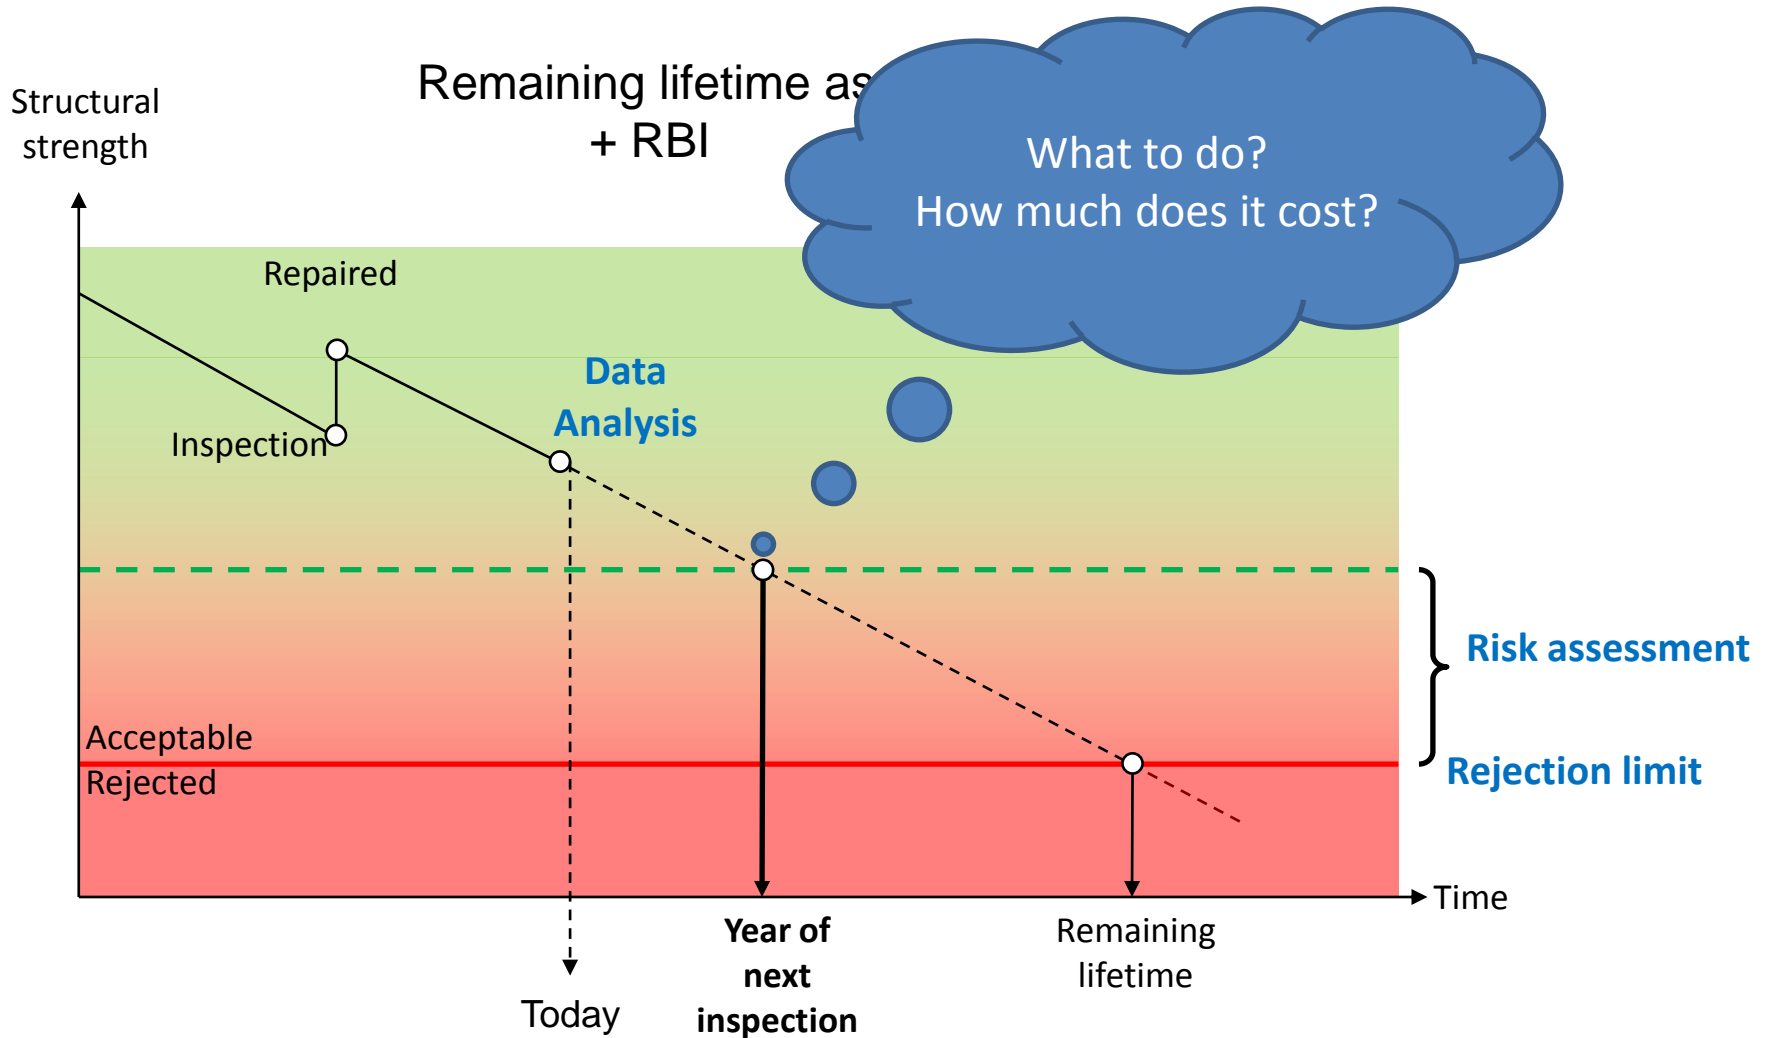 Remaining lifetime as
+ RBI
What to do?
How much does it cost?
Structural
strength
Repaired
Inspection
Data
Analysis
Risk assessment
Acceptable
Rejected
Rejection limit
Time
Today
Year of
next
inspection
Remaining
lifetime